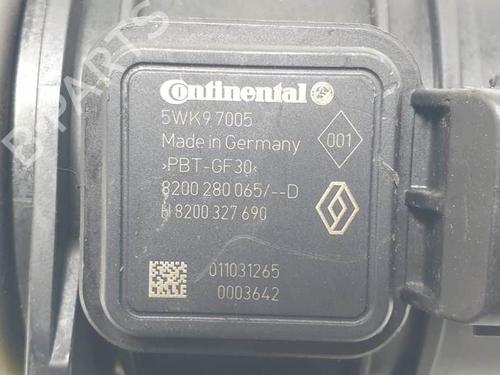 B-PARTS
Continental
5WK9 7005
Made in Germany
001
>PBT-GF30<
8200 280 065/--D
H 8200 327 690
011031265
0003642